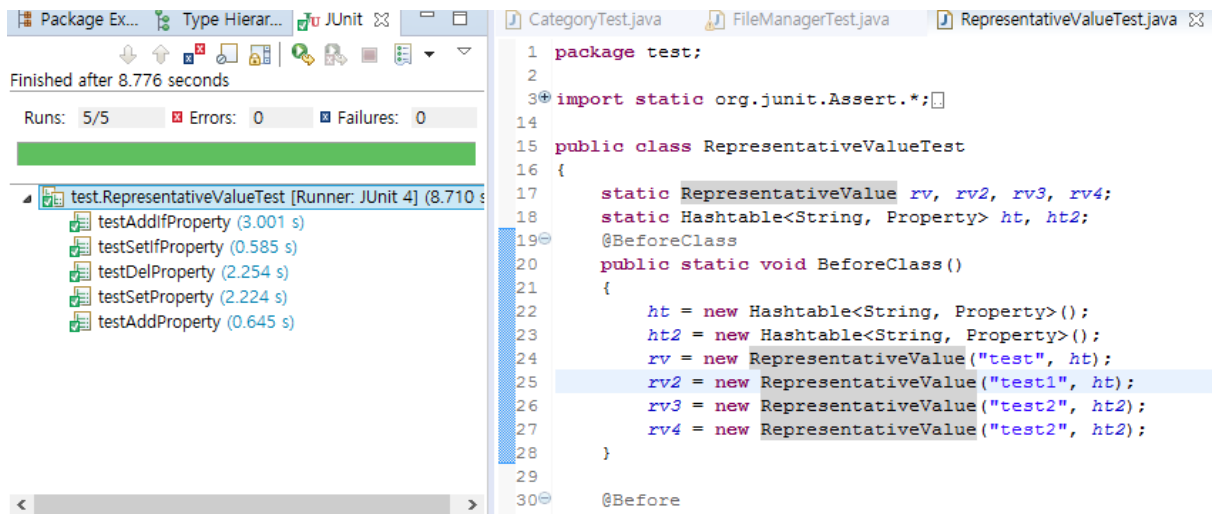 Package Ex... Type Hierar... JUnit
Finished after 8.776 seconds
Runs: 5/5 Errors: 0 Failures: 0
test.RepresentativeValueTest [Runner: JUnit 4] (8.710 s
testAddIfProperty (3.001 s)
testSetIfProperty (0.585 s)
testDelProperty (2.254 s)
testSetProperty (2.224 s)
testAddProperty (0.645 s)
CategoryTest.java FileManagerTest.java RepresentativeValueTest.java
1 package test;
2
3 import static org.junit.Assert.*;
14
15 public class RepresentativeValueTest
16 {
17 static RepresentativeValue rv, rv2, rv3, rv4;
18 static Hashtable<String, Property> ht, ht2;
19 @BeforeClass
20 public static void BeforeClass()
21 {
22 ht = new Hashtable<String, Property>();
23 ht2 = new Hashtable<String, Property>();
24 rv = new RepresentativeValue("test", ht);
25 rv2 = new RepresentativeValue("test1", ht);
26 rv3 = new RepresentativeValue("test2", ht2);
27 rv4 = new RepresentativeValue("test2", ht2);
28 }
29
30 @Before